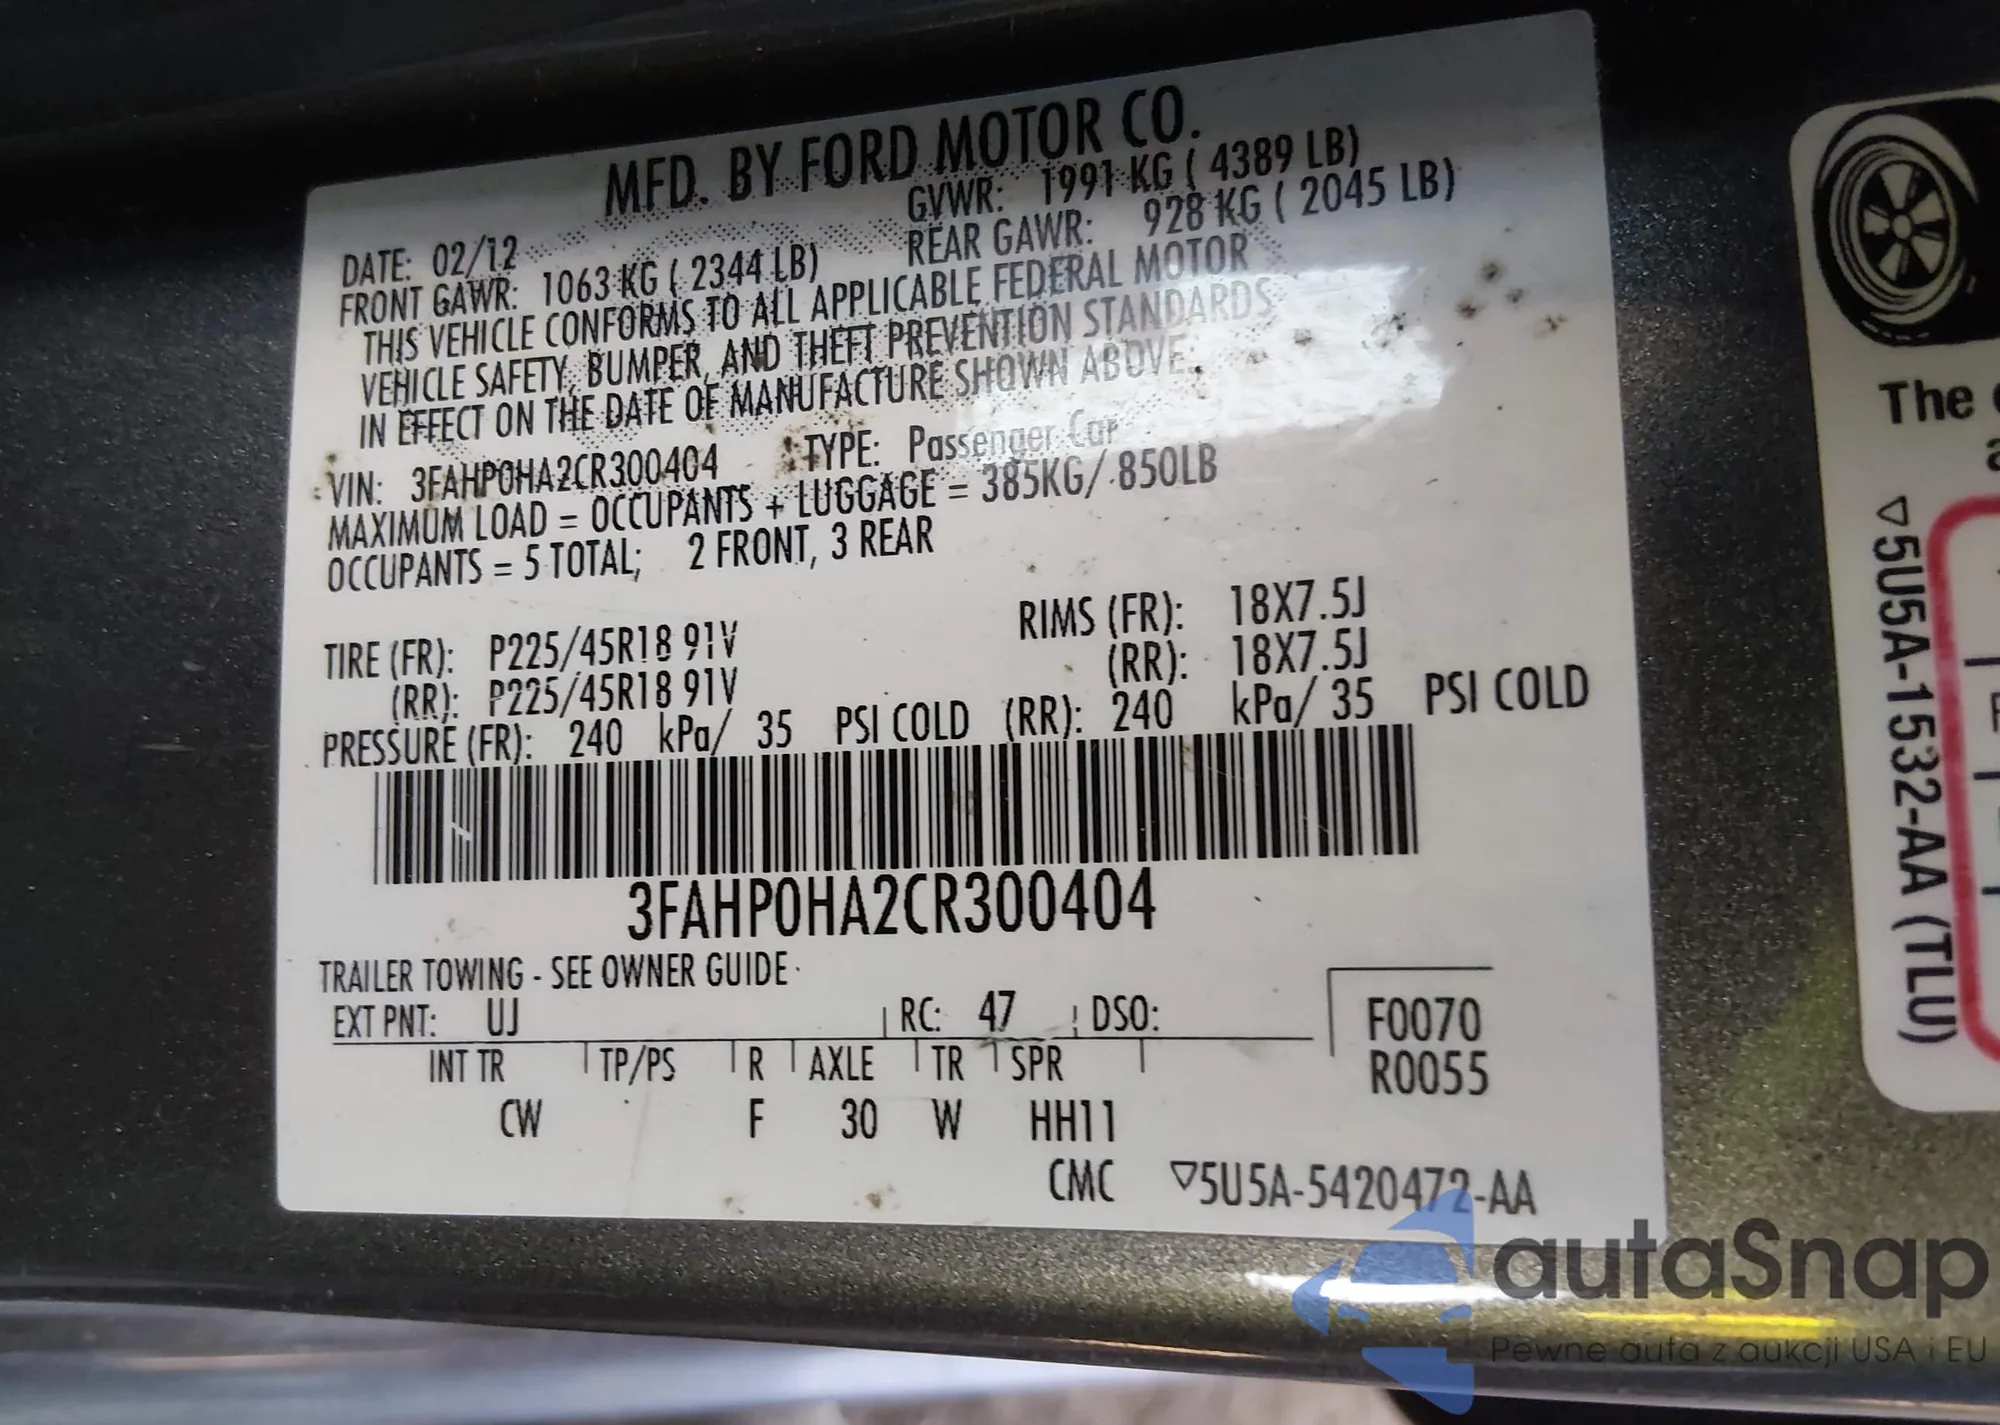 MFD. BY FORD MOTOR CO.
DATE: 02/12 GVWR: 1991 KG ( 4389 LB)
FRONT GAWR: 1063 KG ( 2344 LB) REAR GAWR: 928 KG ( 2045 LB)
THIS VEHICLE CONFORMS TO ALL APPLICABLE FEDERAL MOTOR
VEHICLE SAFETY, BUMPER, AND THEFT PREVENTION STANDARDS
IN EFFECT ON THE DATE OF MANUFACTURE SHOWN ABOVE.
VIN: 3FAHP0HA2CR300404 TYPE: Passenger Car
MAXIMUM LOAD = OCCUPANTS + LUGGAGE = 385KG/ 850LB
OCCUPANTS = 5 TOTAL; 2 FRONT, 3 REAR
TIRE (FR): P225/45R18 91V RIMS (FR): 18X7.5J
(RR): P225/45R18 91V (RR): 18X7.5J
PRESSURE (FR): 240 kPa/ 35 PSI COLD (RR): 240 kPa/ 35 PSI COLD
3FAHP0HA2CR300404
TRAILER TOWING - SEE OWNER GUIDE
EXT PNT: UJ RC: 47 DSO: F0070
INT TR TP/PS R AXLE TR SPR R0055
CW F 30 W HH11
CMC ▽5U5A-5420472-AA
The
▽5U5A-1532-AA (TLU)
autaSnap
Pewne auta z aukcji USA i EU